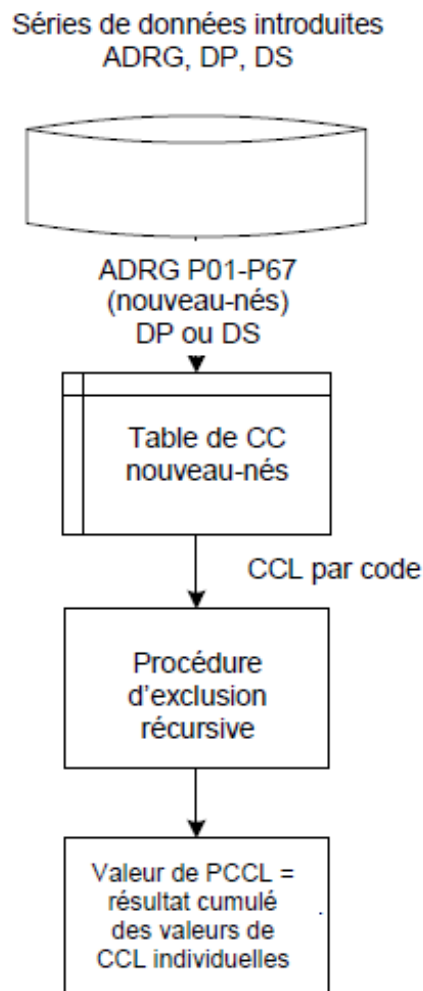 Séries de données introduites
ADRG, DP, DS
ADRG P01-P67
(nouveau-nés)
DP ou DS
Table de CC
nouveau-nés
CCL par code
Procédure
d'exclusion
récursive
Valeur de PCCL =
résultat cumulé
des valeurs de
CCL individuelles